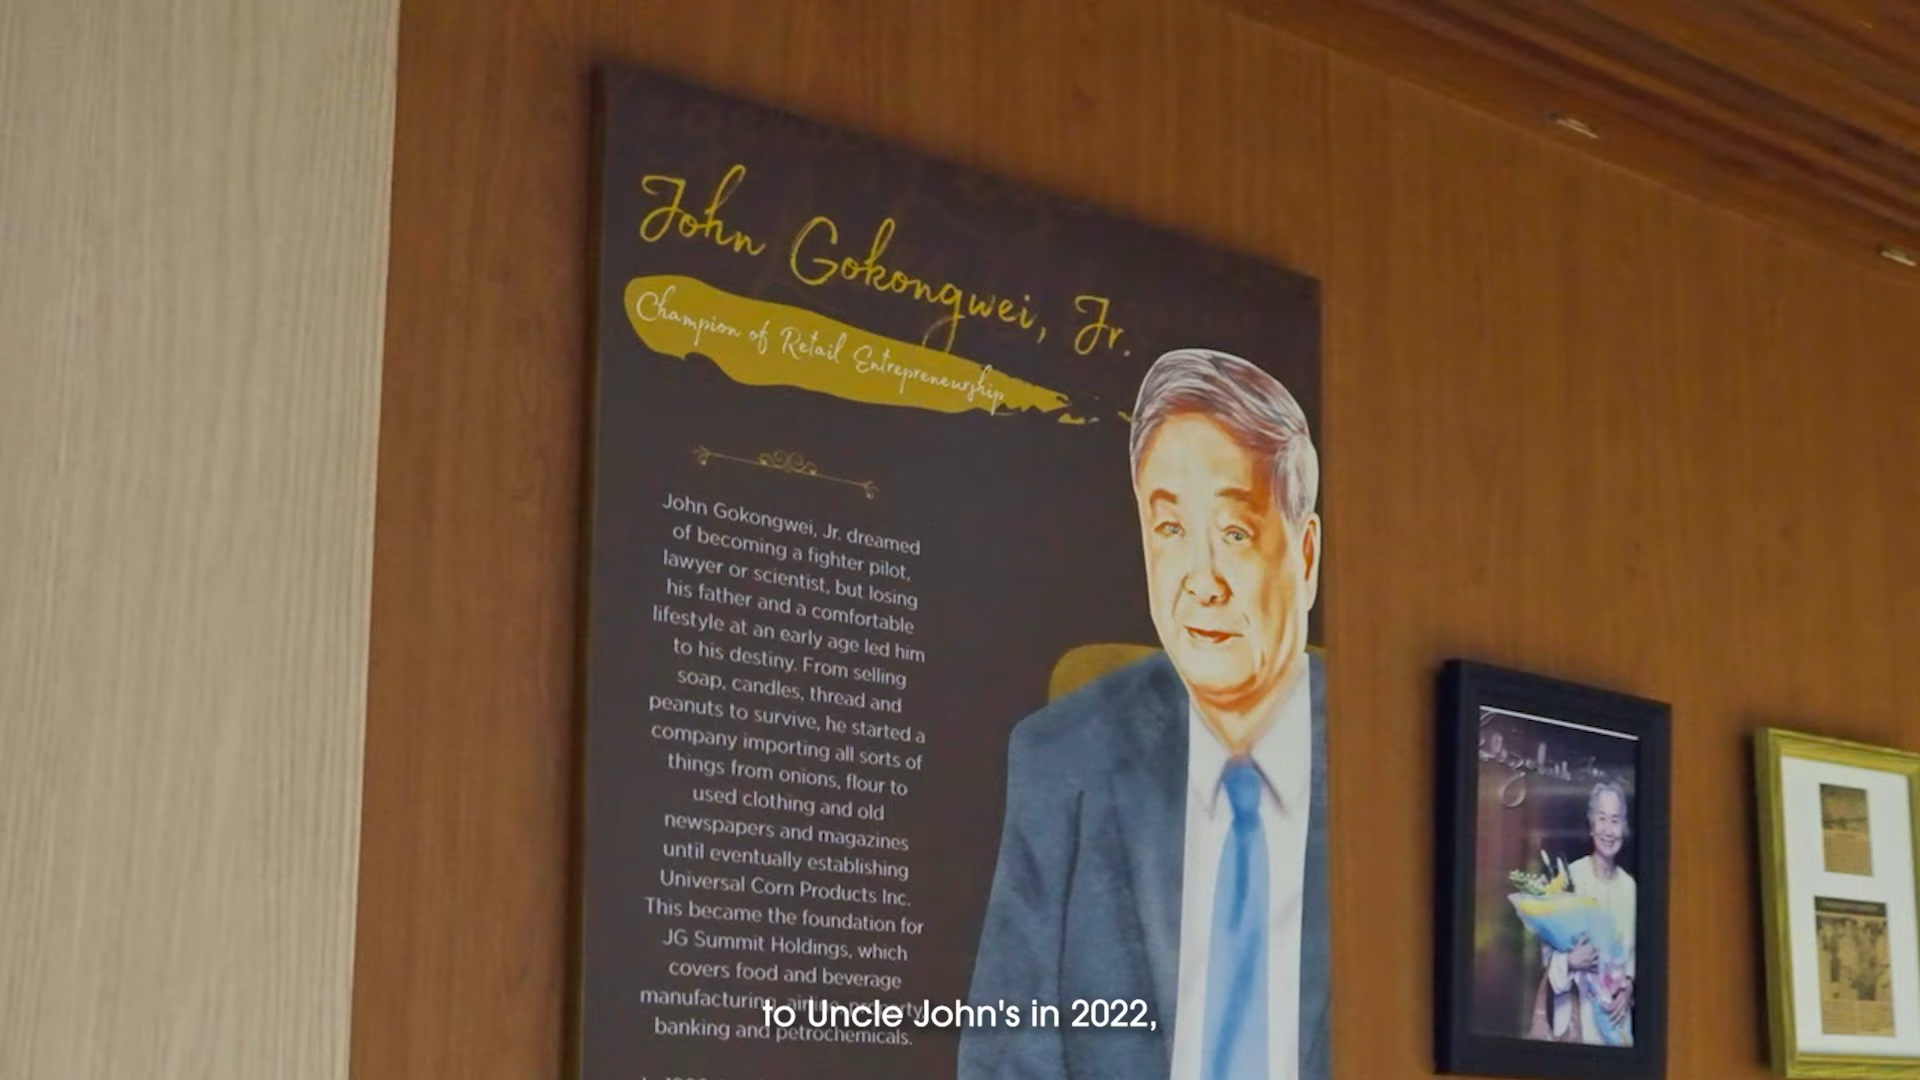 John Gokongwei, Jr.
Champion of Retail Entrepreneurship
John Gokongwei, Jr. dreamed
of becoming a fighter pilot,
lawyer or scientist, but losing
his father and a comfortable
lifestyle at an early age led him
to his destiny. From selling
soap, candles, thread and
peanuts to survive, he started a
company importing all sorts of
things from onions, flour to
used clothing and old
newspapers and magazines
until eventually establishing
Universal Corn Products Inc.
This became the foundation for
JG Summit Holdings, which
covers food and beverage
manufacturing, airline, property,
banking and petrochemicals.
to Uncle John's in 2022,